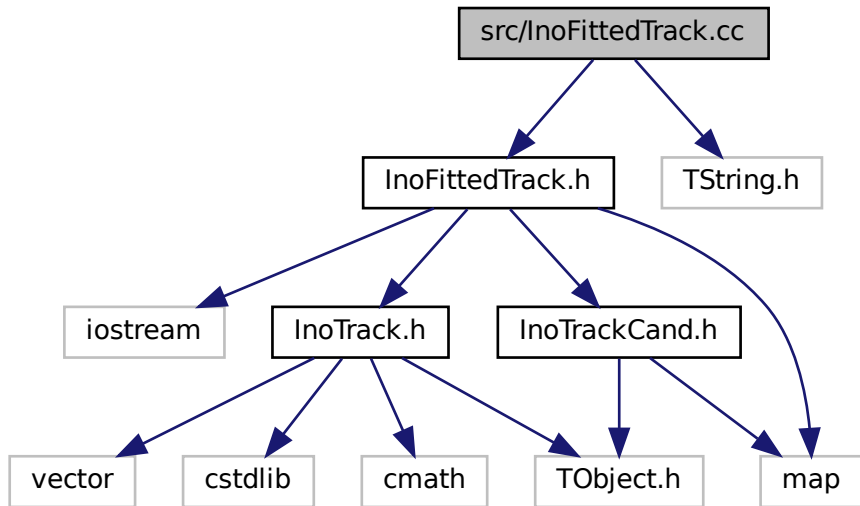 src/InoFittedTrack.cc
InoFittedTrack.h
TString.h
iostream
InoTrack.h
InoTrackCand.h
vector
cstdlib
cmath
TObject.h
map